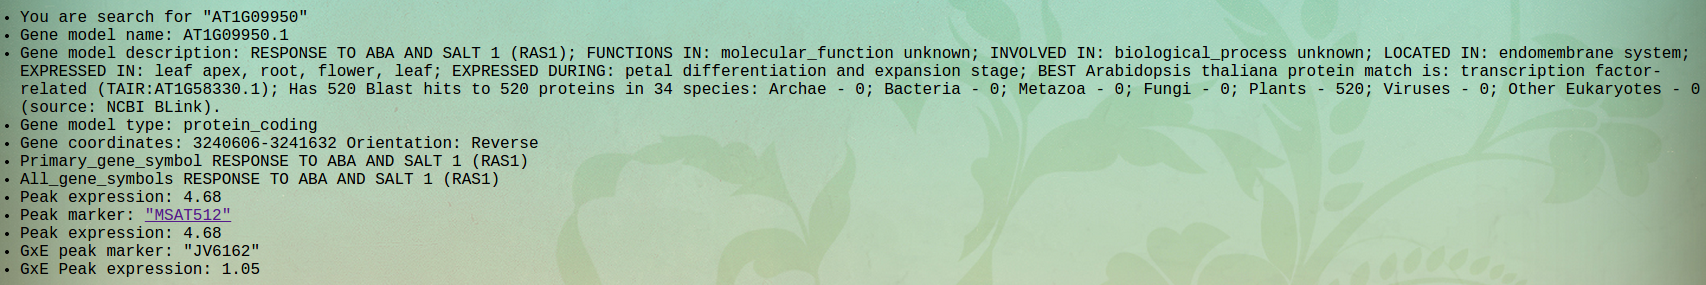 You are search for "AT1G09950"
Gene model name: AT1G09950.1
Gene model description: RESPONSE TO ABA AND SALT 1 (RAS1); FUNCTIONS IN: molecular_function unknown; INVOLVED IN: biological_process unknown; LOCATED IN: endomembrane system;
EXPRESSED IN: leaf apex, root, flower, leaf; EXPRESSED DURING: petal differentiation and expansion stage; BEST Arabidopsis thaliana protein match is: transcription factor-
related (TAIR:AT1G58330.1); Has 520 Blast hits to 520 proteins in 34 species: Archae - 0; Bacteria - 0; Metazoa - 0; Fungi - 0; Plants - 520; Viruses - 0; Other Eukaryotes - 0
(source: NCBI BLink).
Gene model type: protein_coding
Gene coordinates: 3240606-3241632 Orientation: Reverse
Primary_gene_symbol RESPONSE TO ABA AND SALT 1 (RAS1)
All_gene_symbols RESPONSE TO ABA AND SALT 1 (RAS1)
Peak expression: 4.68
Peak marker: "MSAT512"
Peak expression: 4.68
GxE peak marker: "JV6162"
GxE Peak expression: 1.05